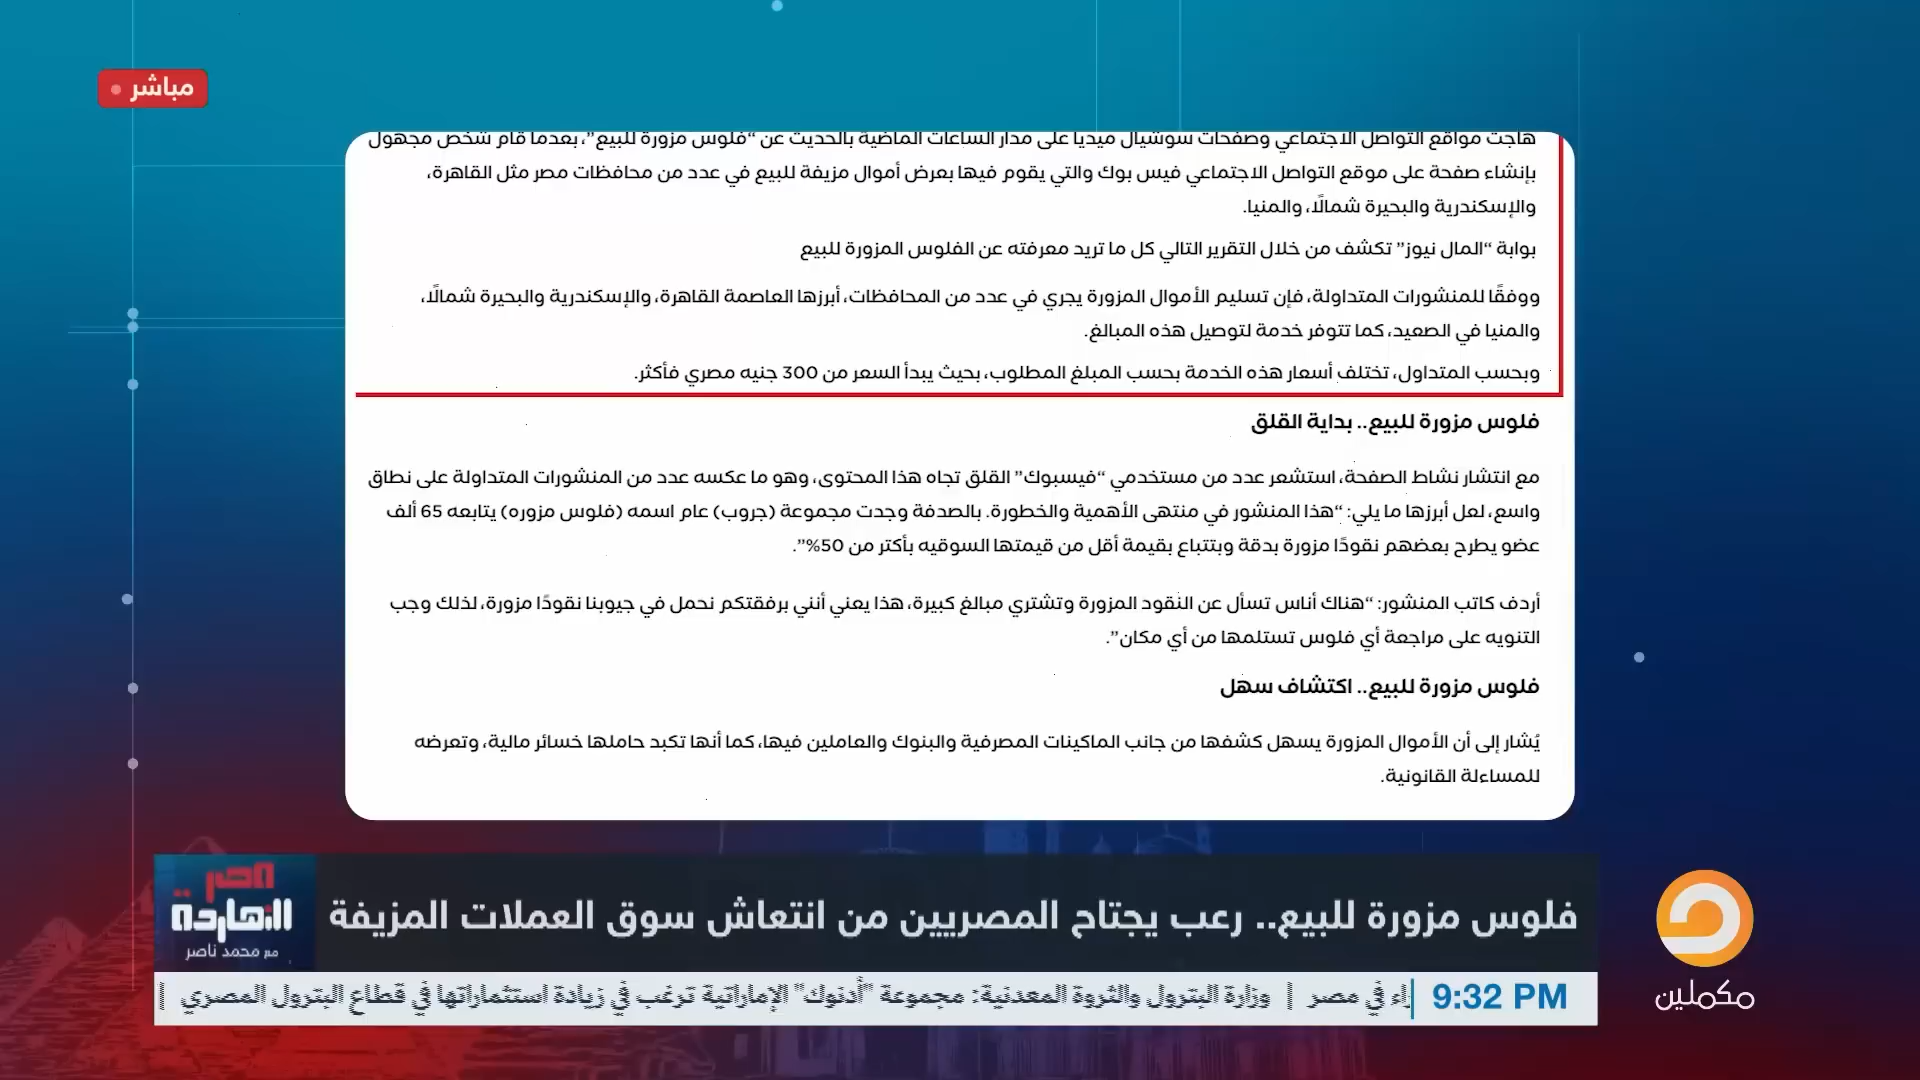 مباشر
هاجت مواقع التواصل الاجتماعي وصفحات سوشيال ميديا على مدار الساعات الماضية بالحديث عن “فلوس مزورة للبيع”، بعدما قام شخص مجهول
بإنشاء صفحة على موقع التواصل الاجتماعي فيس بوك والتي يقوم فيها بعرض أموال مزيفة للبيع في عدد من محافظات مصر مثل القاهرة،
والإسكندرية والبحيرة شمالًا، والمنيا.
بوابة “المال نيوز” تكشف من خلال التقرير التالي كل ما تريد معرفته عن الفلوس المزورة للبيع
ووفقًا للمنشورات المتداولة، فإن تسليم الأموال المزورة يجري في عدد من المحافظات، أبرزها العاصمة القاهرة، والإسكندرية والبحيرة شمالًا،
والمنيا في الصعيد، كما تتوفر خدمة لتوصيل هذه المبالغ.
وبحسب المتداول، تختلف أسعار هذه الخدمة بحسب المبلغ المطلوب، بحيث يبدأ السعر من 300 جنيه مصري فأكثر.
فلوس مزورة للبيع.. بداية القلق
مع انتشار نشاط الصفحة، استشعر عدد من مستخدمي “فيسبوك” القلق تجاه هذا المحتوى، وهو ما عكسه عدد من المنشورات المتداولة على نطاق
واسع، لعل أبرزها ما يلي: “هذا المنشور في منتهى الأهمية والخطورة. بالصدفة وجدت مجموعة (جروب) عام اسمه (فلوس مزوره) يتابعه 65 ألف
عضو يطرح بعضهم نقودًا مزورة بدقة وبتتباع بقيمة أقل من قيمتها السوقيه بأكتر من 50%”.
أردف كاتب المنشور: “هناك أناس تسأل عن النقود المزورة وتشتري مبالغ كبيرة، هذا يعني أنني برفقتكم نحمل في جيوبنا نقودًا مزورة، لذلك وجب
التنويه على مراجعة أي فلوس تستلمها من أي مكان”.
فلوس مزورة للبيع.. اكتشاف سهل
يُشار إلى أن الأموال المزورة يسهل كشفها من جانب الماكينات المصرفية والبنوك والعاملين فيها، كما أنها تكبد حاملها خسائر مالية، وتعرضه
للمساءلة القانونية.
فلوس مزورة للبيع.. رعب يجتاح المصريين من انتعاش سوق العملات المزيفة
مصر
النهاردة
مع محمد ناصر
9:32 PM
في مصر | وزارة البترول والثروة المعدنية: مجموعة "أدنوك" الإماراتية ترغب في زيادة استثماراتها في قطاع البترول المصري |
مكملين